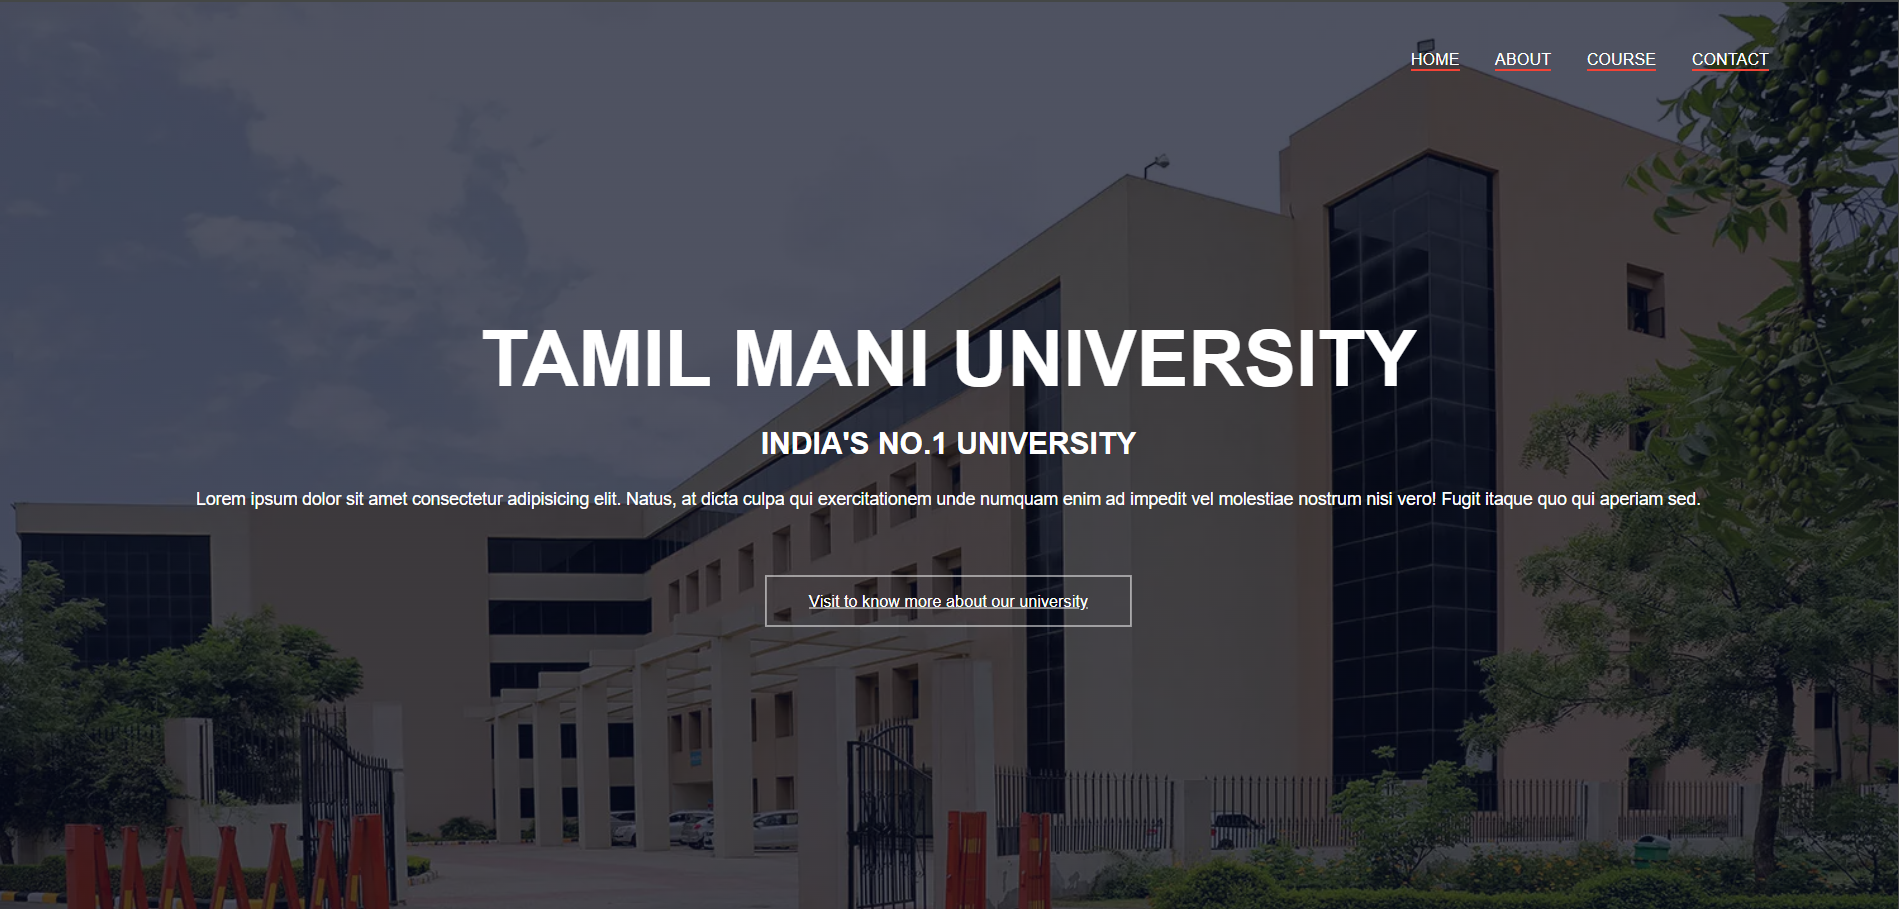 HOME ABOUT COURSE CONTACT
TAMIL MANI UNIVERSITY
INDIA'S NO.1 UNIVERSITY
Lorem ipsum dolor sit amet consectetur adipisicing elit. Natus, at dicta culpa qui exercitationem unde numquam enim ad impedit vel molestiae nostrum nisi vero! Fugit itaque quo qui aperiam sed.
Visit to know more about our university